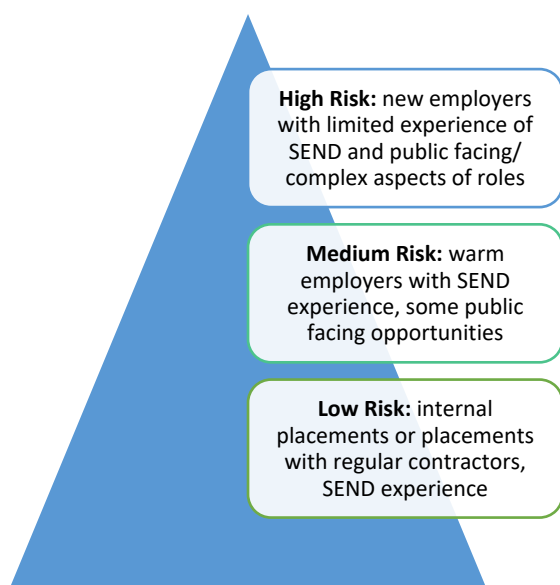 High Risk: new employers
with limited experience of
SEND and public facing/
complex aspects of roles
Medium Risk: warm
employers with SEND
experience, some public
facing opportunities
Low Risk: internal
placements or placements
with regular contractors,
SEND experience